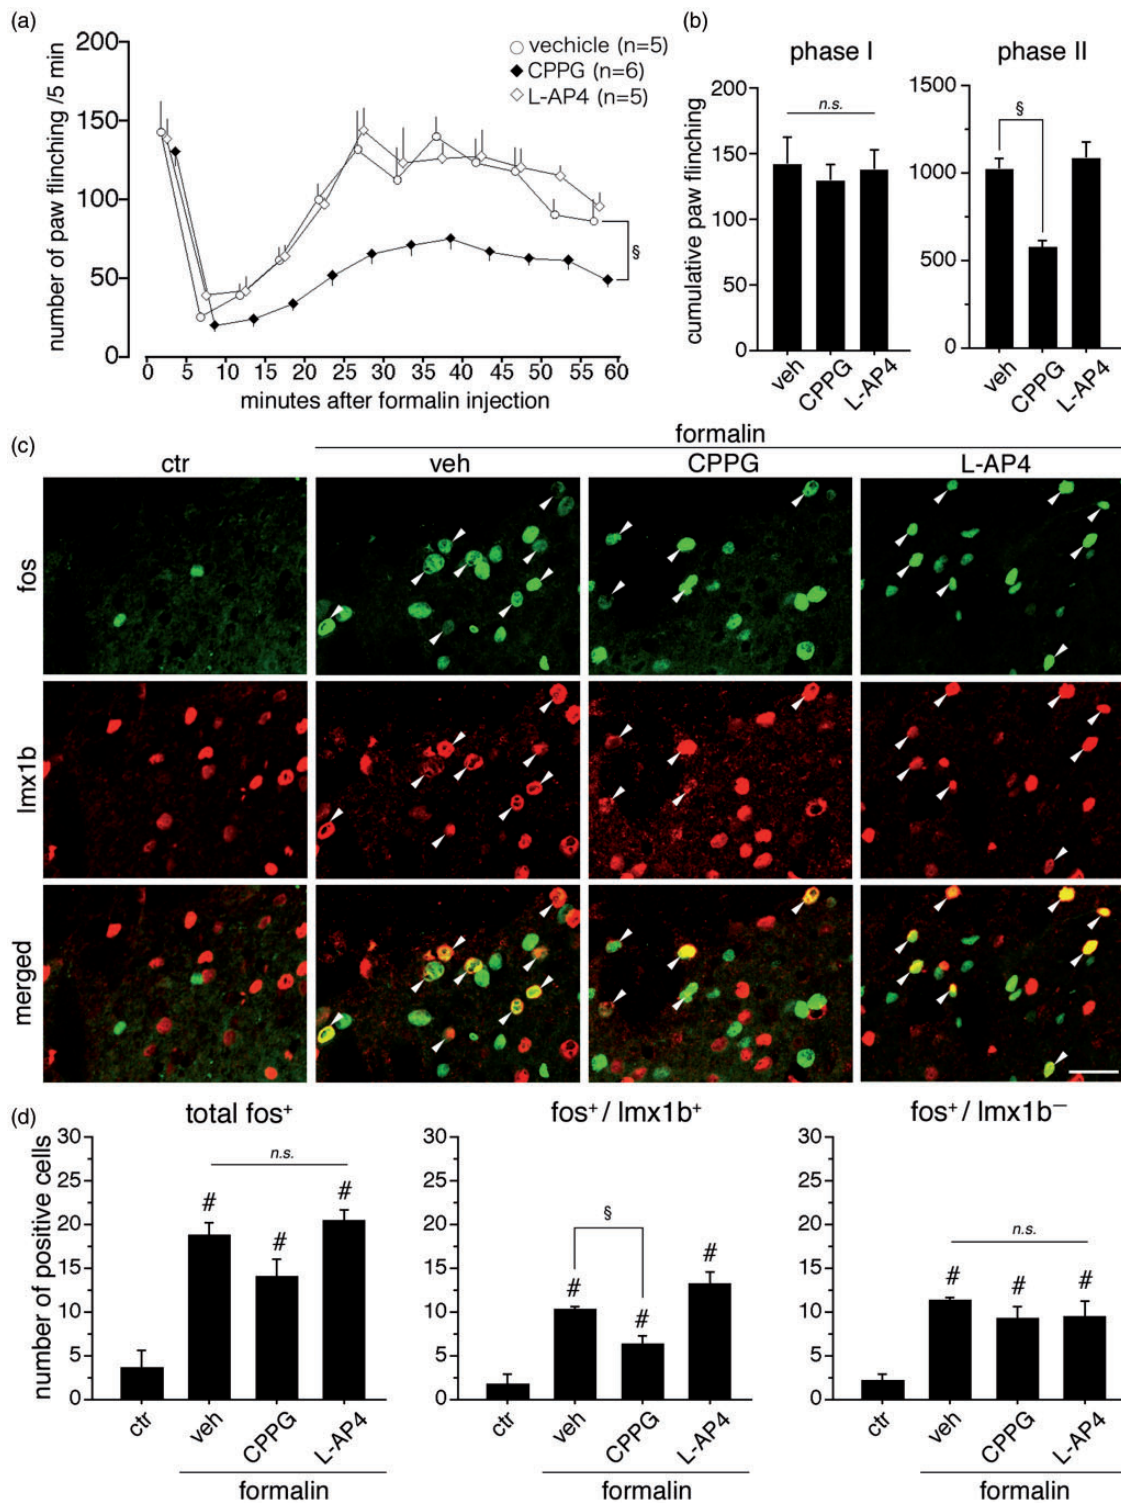 (a)
200
150
100
50
0
number of paw flinching /5 min
vechicle (n=5)
CPPG (n=6)
L-AP4 (n=5)
§
0 5 10 15 20 25 30 35 40 45 50 55 60
minutes after formalin injection
(b)
phase I
200
150
100
50
0
cumulative paw flinching
n.s.
veh CPPG L-AP4
phase II
1500
1000
500
0
§
veh CPPG L-AP4
(c)
formalin
ctr veh CPPG L-AP4
fos
lmx1b
merged
(d)
total fos⁺
30
25
20
15
10
5
0
number of positive cells
n.s.
# # #
ctr veh CPPG L-AP4
formalin
fos⁺ / lmx1b⁺
30
25
20
15
10
5
0
§
# # #
ctr veh CPPG L-AP4
formalin
fos⁺ / lmx1b⁻
30
25
20
15
10
5
0
n.s.
# # #
ctr veh CPPG L-AP4
formalin